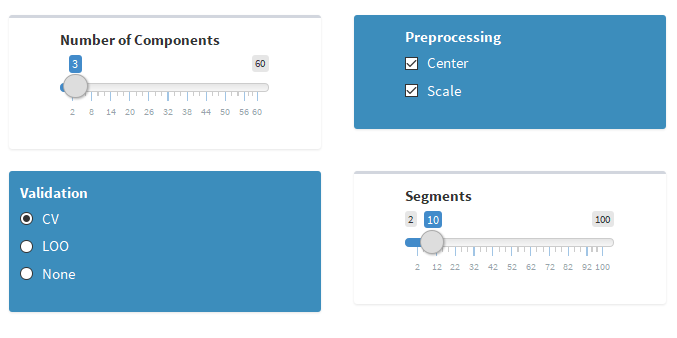 Number of Components
3 60
2 8 14 20 26 32 38 44 50 56 60
Preprocessing
Center
Scale
Validation
CV
LOO
None
Segments
2 10 100
2 12 22 32 42 52 62 72 82 92 100